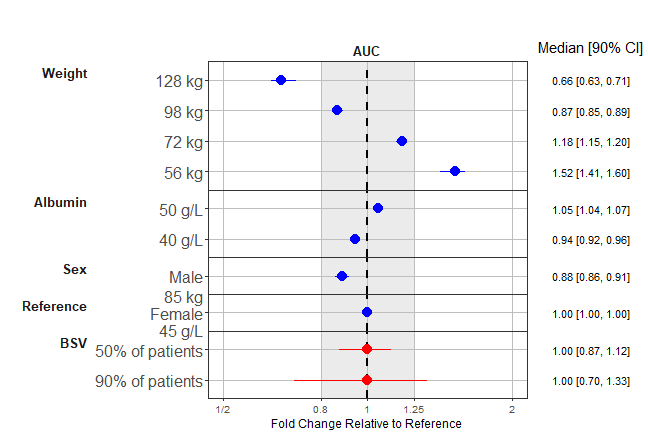 AUC
Median [90% CI]
Weight
128 kg
0.66 [0.63, 0.71]
98 kg
0.87 [0.85, 0.89]
72 kg
1.18 [1.15, 1.20]
56 kg
1.52 [1.41, 1.60]
Albumin
50 g/L
1.05 [1.04, 1.07]
40 g/L
0.94 [0.92, 0.96]
Sex
Male
0.88 [0.86, 0.91]
Reference
85 kg
Female
45 g/L
1.00 [1.00, 1.00]
BSV
50% of patients
1.00 [0.87, 1.12]
90% of patients
1.00 [0.70, 1.33]
1/2
0.8
1
1.25
2
Fold Change Relative to Reference